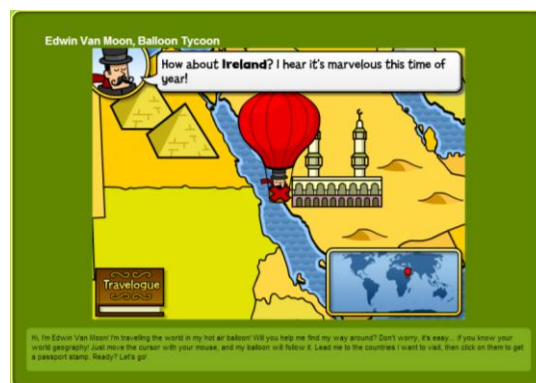 Edwin Van Moon, Balloon Tycoon
How about Ireland? I hear it's marvelous this time of
year!
Travelogue
Hi, I'm Edwin Van Moon! I'm traveling the world in my hot air balloon! Will you help me find my way around? Don't worry, it's easy... if you know your
world geography! Just move the cursor with your mouse, and my balloon will follow it. Lead me to the countries I want to visit, then click on them to get
a passport stamp. Ready? Let's go!